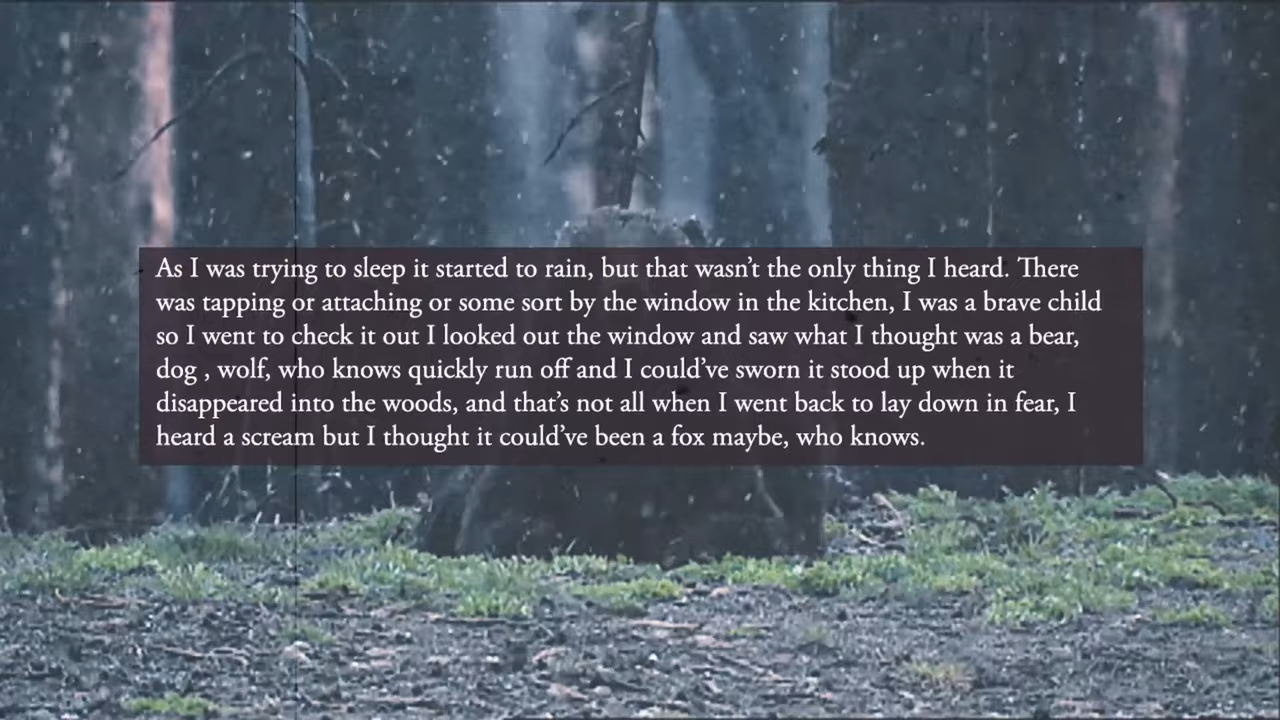 As I was trying to sleep it started to rain, but that wasn't the only thing I heard. There
was tapping or attaching or some sort by the window in the kitchen, I was a brave child
so I went to check it out I looked out the window and saw what I thought was a bear,
dog , wolf, who knows quickly run off and I could've sworn it stood up when it
disappeared into the woods, and that's not all when I went back to lay down in fear, I
heard a scream but I thought it could've been a fox maybe, who knows.